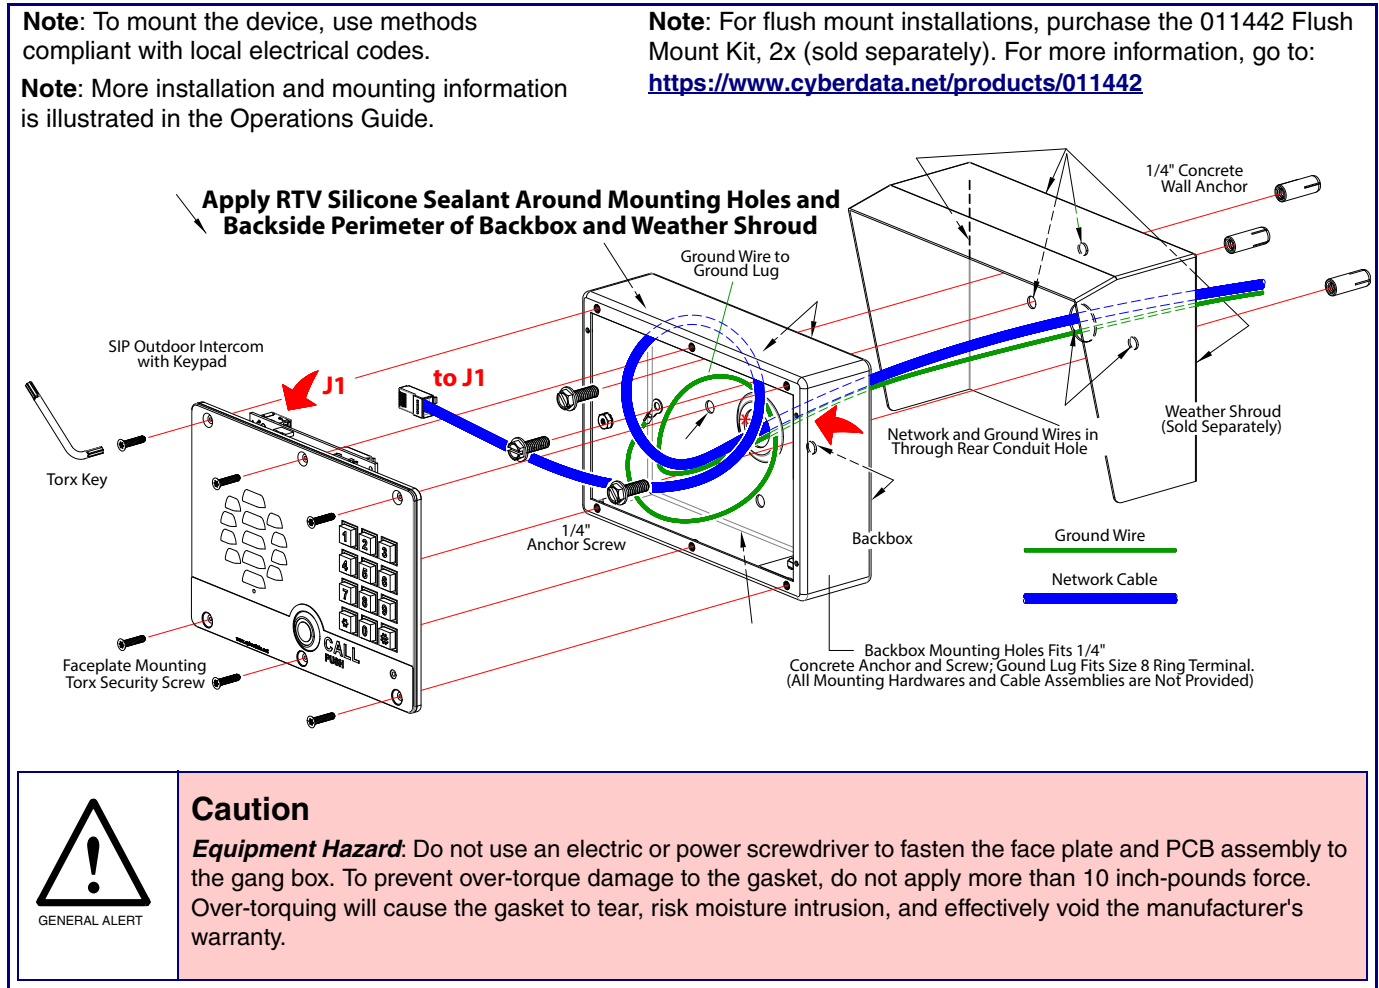 Note: To mount the device, use methods
compliant with local electrical codes.
Note: More installation and mounting information
is illustrated in the Operations Guide.
Note: For flush mount installations, purchase the 011442 Flush
Mount Kit, 2x (sold separately). For more information, go to:
https://www.cyberdata.net/products/011442
Apply RTV Silicone Sealant Around Mounting Holes and
Backside Perimeter of Backbox and Weather Shroud
1/4" Concrete
Wall Anchor
Ground Wire to
Ground Lug
SIP Outdoor Intercom
with Keypad
J1
to J1
Torx Key
Weather Shroud
(Sold Separately)
Network and Ground Wires in
Through Rear Conduit Hole
1/4"
Anchor Screw
Backbox
Ground Wire
Network Cable
1 2 3
4 5 6
7 8 9
* 0 #
CALL
PUSH
Faceplate Mounting
Torx Security Screw
Backbox Mounting Holes Fits 1/4"
Concrete Anchor and Screw; Gound Lug Fits Size 8 Ring Terminal.
(All Mounting Hardwares and Cable Assemblies are Not Provided)
GENERAL ALERT
Caution
Equipment Hazard: Do not use an electric or power screwdriver to fasten the face plate and PCB assembly to
the gang box. To prevent over-torque damage to the gasket, do not apply more than 10 inch-pounds force.
Over-torquing will cause the gasket to tear, risk moisture intrusion, and effectively void the manufacturer's
warranty.